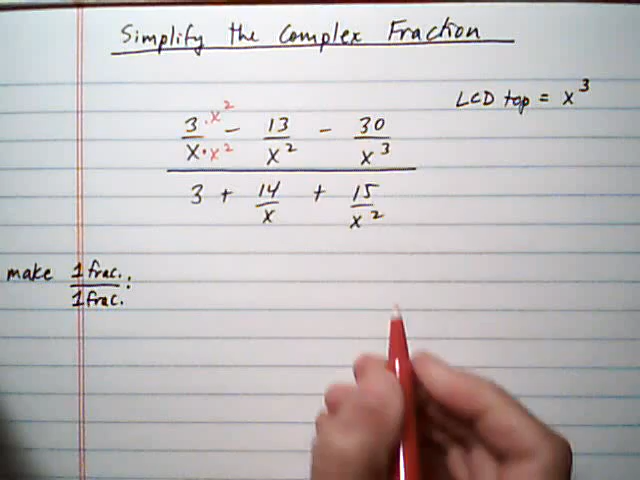 Simplify the Complex Fraction
LCD top = x³
3·x² / x·x² - 13 / x² - 30 / x³
3 + 14 / x + 15 / x²
make 1 frac. / 1 frac. :